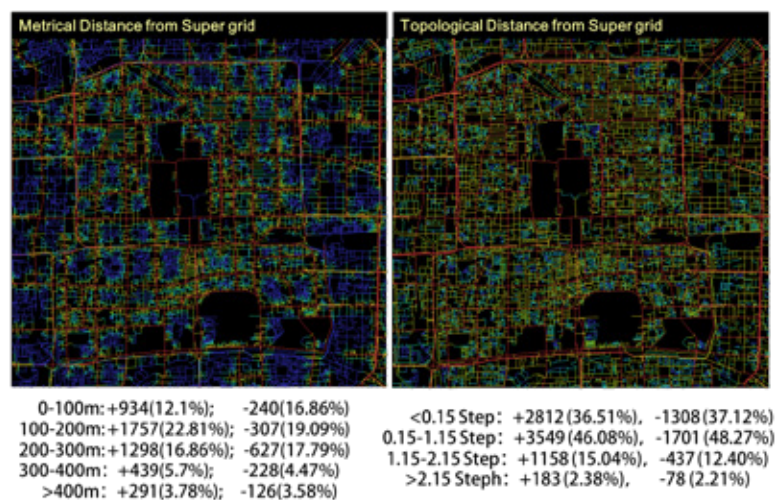 Metrical Distance from Super grid
Topological Distance from Super grid
0-100m: +934(12.1%); -240(16.86%)
100-200m: +1757(22.81%); -307(19.09%)
200-300m: +1298(16.86%); -627(17.79%)
300-400m: +439(5.7%); -228(4.47%)
>400m: +291(3.78%); -126(3.58%)
<0.15 Step: +2812(36.51%), -1308(37.12%)
0.15-1.15 Step: +3549(46.08%), -1701(48.27%)
1.15-2.15 Step: +1158(15.04%), -437(12.40%)
>2.15 Steph: +183(2.38%), -78(2.21%)